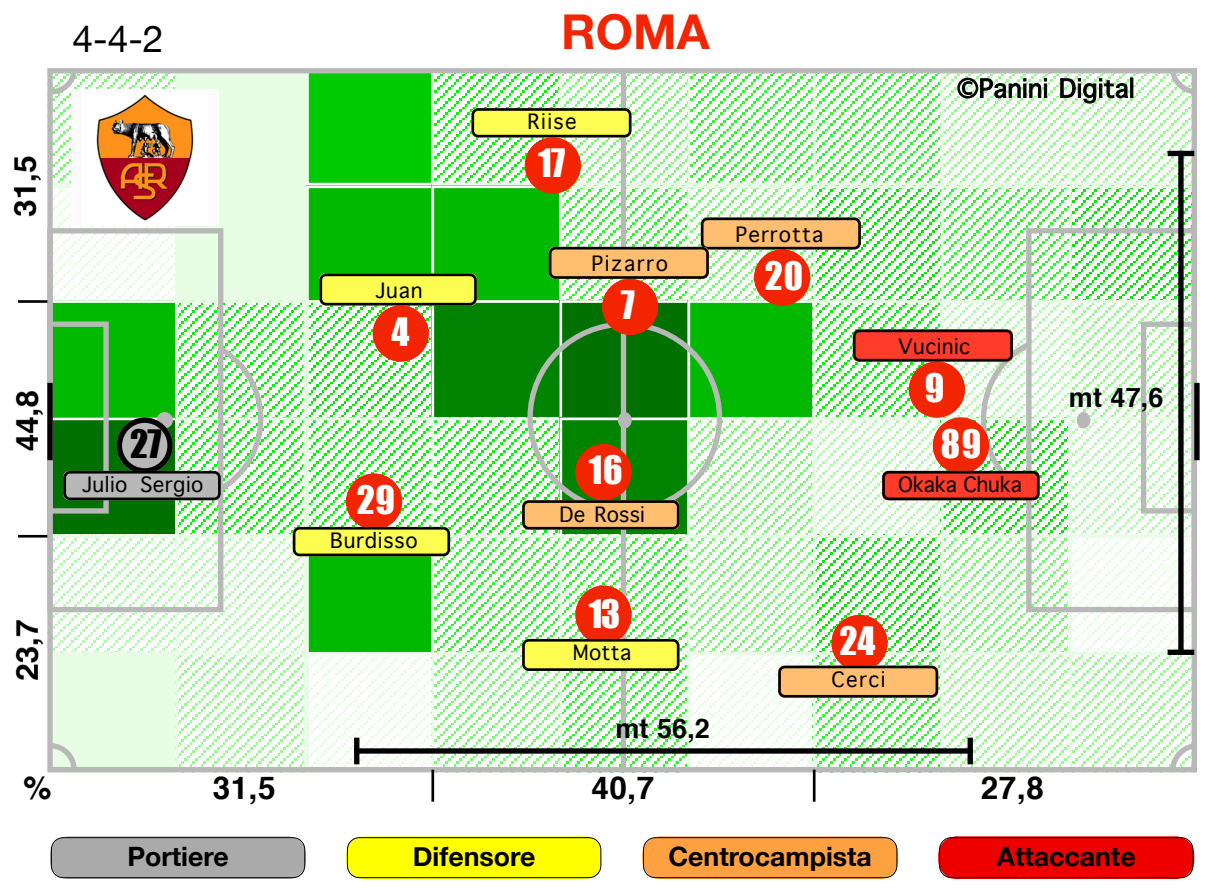 ROMA
4-4-2
©Panini Digital
ASR
Riise
17
Perrotta
20
Pizarro
7
Juan
4
Vucinic
9
mt 47,6
89
Okaka Chuka
27
Julio Sergio
16
De Rossi
29
Burdisso
13
Motta
24
Cerci
mt 56,2
31,5
44,8
23,7
% 31,5 | 40,7 | 27,8
Portiere Difensore Centrocampista Attaccante